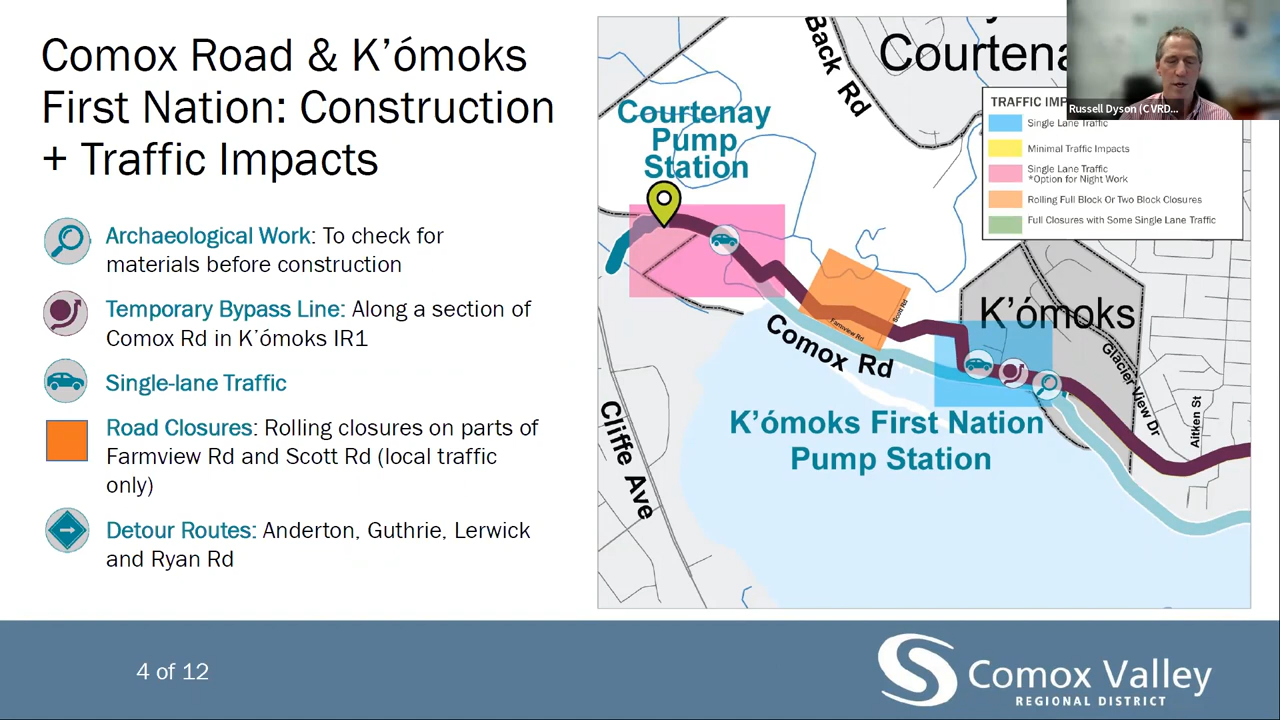 Comox Road & K’ómoks
First Nation: Construction
+ Traffic Impacts
Archaeological Work: To check for
materials before construction
Temporary Bypass Line: Along a section of
Comox Rd in K’ómoks IR1
Single-lane Traffic
Road Closures: Rolling closures on parts of
Farmview Rd and Scott Rd (local traffic
only)
Detour Routes: Anderton, Guthrie, Lerwick
and Ryan Rd
Back Rd
Courtena
Courtenay
Pump
Station
Russell Dyson (CVRD...
TRAFFIC IMP
Single Lane Traffic
Minimal Traffic Impacts
Single Lane Traffic
*Option for Night Work
Rolling Full Block Or Two Block Closures
Full Closures with Some Single Lane Traffic
K’ómoks
Scott Rd
Farmview Rd
Comox Rd
Glacier View Dr
Aitken St
K’ómoks First Nation
Pump Station
Cliffe Ave
4 of 12
Comox Valley
REGIONAL DISTRICT